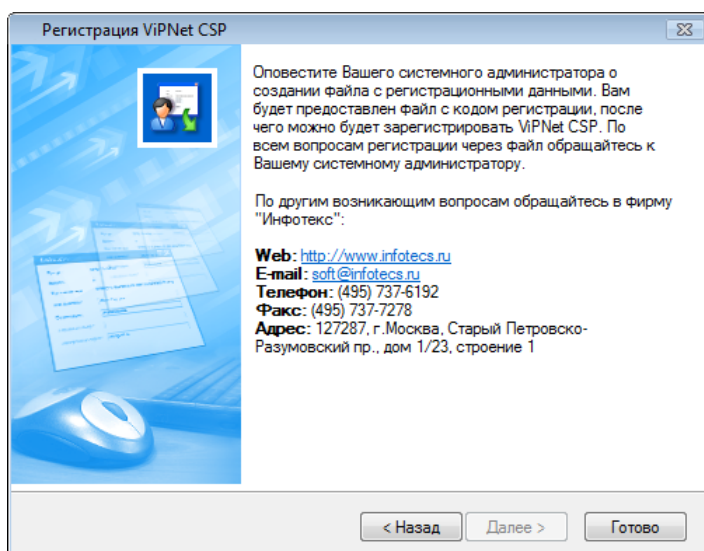 Регистрация ViPNet CSP
Оповестите Вашего системного администратора о
создании файла с регистрационными данными. Вам
будет предоставлен файл с кодом регистрации, после
чего можно будет зарегистрировать ViPNet CSP. По
всем вопросам регистрации через файл обращайтесь к
Вашему системному администратору.
По другим возникающим вопросам обращайтесь в фирму
"Инфотекс":
Web: http://www.infotecs.ru
E-mail: soft@infotecs.ru
Телефон: (495) 737-6192
Факс: (495) 737-7278
Адрес: 127287, г.Москва, Старый Петровско-
Разумовский пр., дом 1/23, строение 1
< Назад Далее > Готово